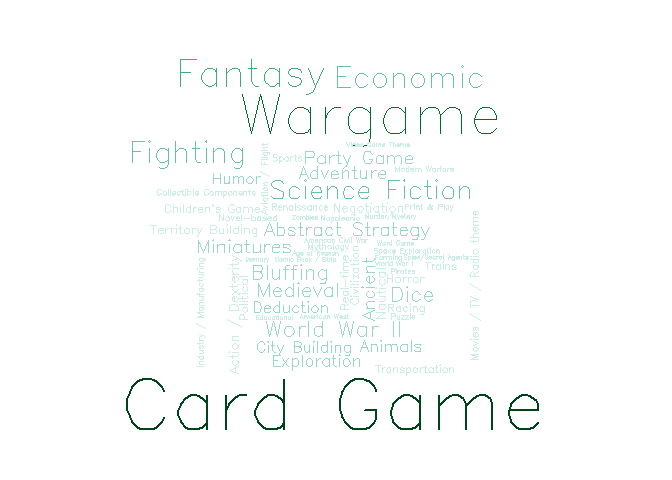 Fantasy
Economic
Wargame
Fighting
Video Game Theme
Aviation / Flight
Sports
Party Game
Humor
Adventure
Modern Warfare
Collectible Components
Science Fiction
Children's Game
Renaissance
Negotiation
Print & Play
Novel-based
Zombies
Napoleonic
Murder/Mystery
Territory Building
Abstract Strategy
Miniatures
American Civil War
Word Game
Mythology
Space Exploration
Age of Reason
Farming
Spies/Secret Agents
Memory
Comic Book / Strip
World War I
Trains
Bluffing
Pirates
Horror
Real-time
Civilization
Ancient
Nautical
Industry / Manufacturing
Action / Dexterity
Political
Movies / TV / Radio theme
Medieval
Dice
Deduction
Racing
Educational
American West
Puzzle
World War II
City Building
Animals
Exploration
Transportation
Card Game